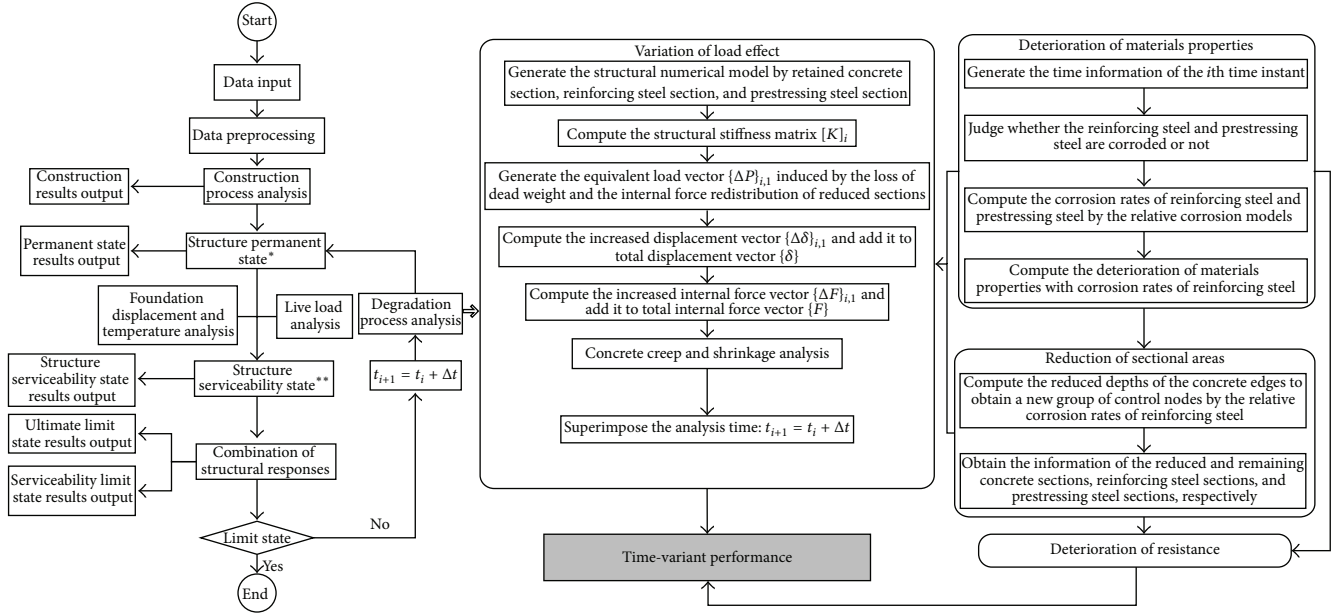 Start
Data input
Data preprocessing
Construction
results output
Construction
process analysis
Permanent state
results output
Structure permanent
state*
Foundation
displacement and
temperature analysis
Live load
analysis
Degradation
process analysis
Structure
serviceability state
results output
Structure
serviceability state**
t_{i+1} = t_i + Δt
Ultimate limit
state results output
Combination of
structural responses
Serviceability limit
state results output
Limit state
No
Yes
End
Variation of load effect
Generate the structural numerical model by retained concrete
section, reinforcing steel section, and prestressing steel section
Compute the structural stiffness matrix [K]_i
Generate the equivalent load vector {ΔP}_{i,1} induced by the loss of
dead weight and the internal force redistribution of reduced sections
Compute the increased displacement vector {Δδ}_{i,1} and add it to
total displacement vector {δ}
Compute the increased internal force vector {ΔF}_{i,1} and
add it to total internal force vector {F}
Concrete creep and shrinkage analysis
Superimpose the analysis time: t_{i+1} = t_i + Δt
Time-variant performance
Deterioration of materials properties
Generate the time information of the ith time instant
Judge whether the reinforcing steel and prestressing
steel are corroded or not
Compute the corrosion rates of reinforcing steel and
prestressing steel by the relative corrosion models
Compute the deterioration of materials
properties with corrosion rates of reinforcing steel
Reduction of sectional areas
Compute the reduced depths of the concrete edges to
obtain a new group of control nodes by the relative
corrosion rates of reinforcing steel
Obtain the information of the reduced and remaining
concrete sections, reinforcing steel sections, and
prestressing steel sections, respectively
Deterioration of resistance